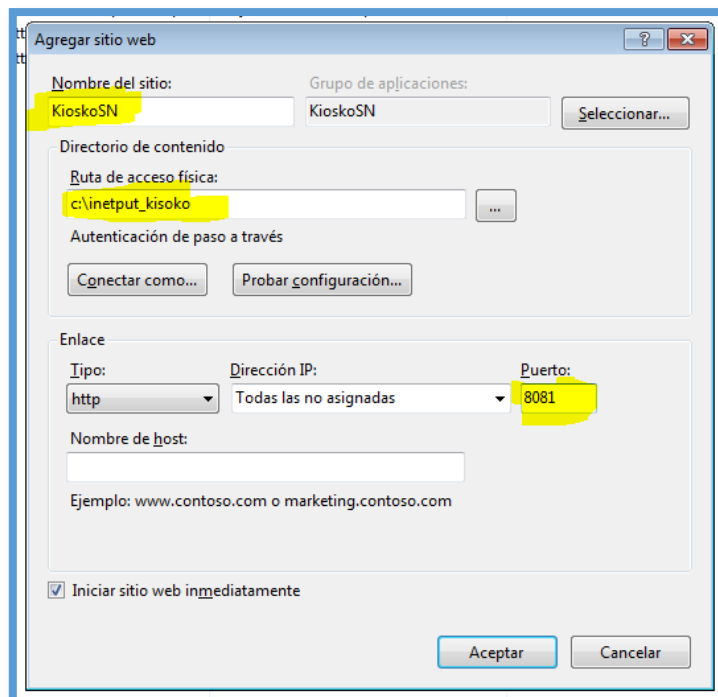 tt
Agregar sitio web
tt
Nombre del sitio:
Grupo de aplicaciones:
KioskoSN
KioskoSN
Seleccionar...
Directorio de contenido
Ruta de acceso física:
c:\inetput_kisoko
...
Autenticación de paso a través
Conectar como...
Probar configuración...
Enlace
Tipo:
Dirección IP:
Puerto:
http
Todas las no asignadas
8081
Nombre de host:
Ejemplo: www.contoso.com o marketing.contoso.com
Iniciar sitio web inmediatamente
Aceptar
Cancelar